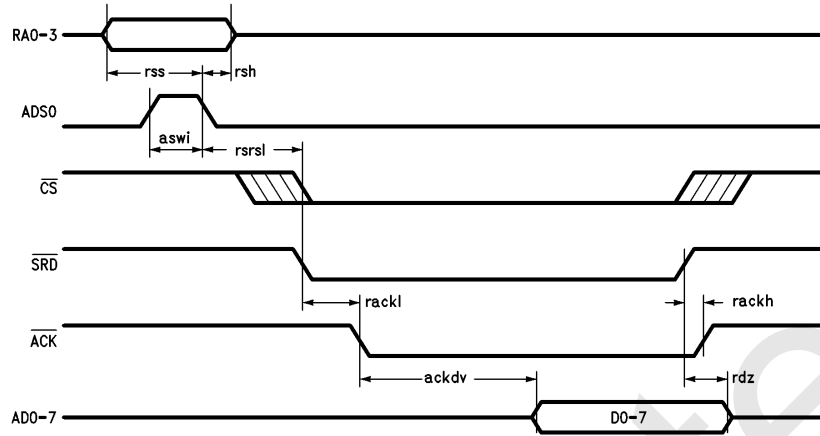 RA0-3
rss
rsh
ADS0
aswi
rsrsl
CS
SRD
rackl
rackh
ACK
ackdv
rdz
AD0-7
D0-7